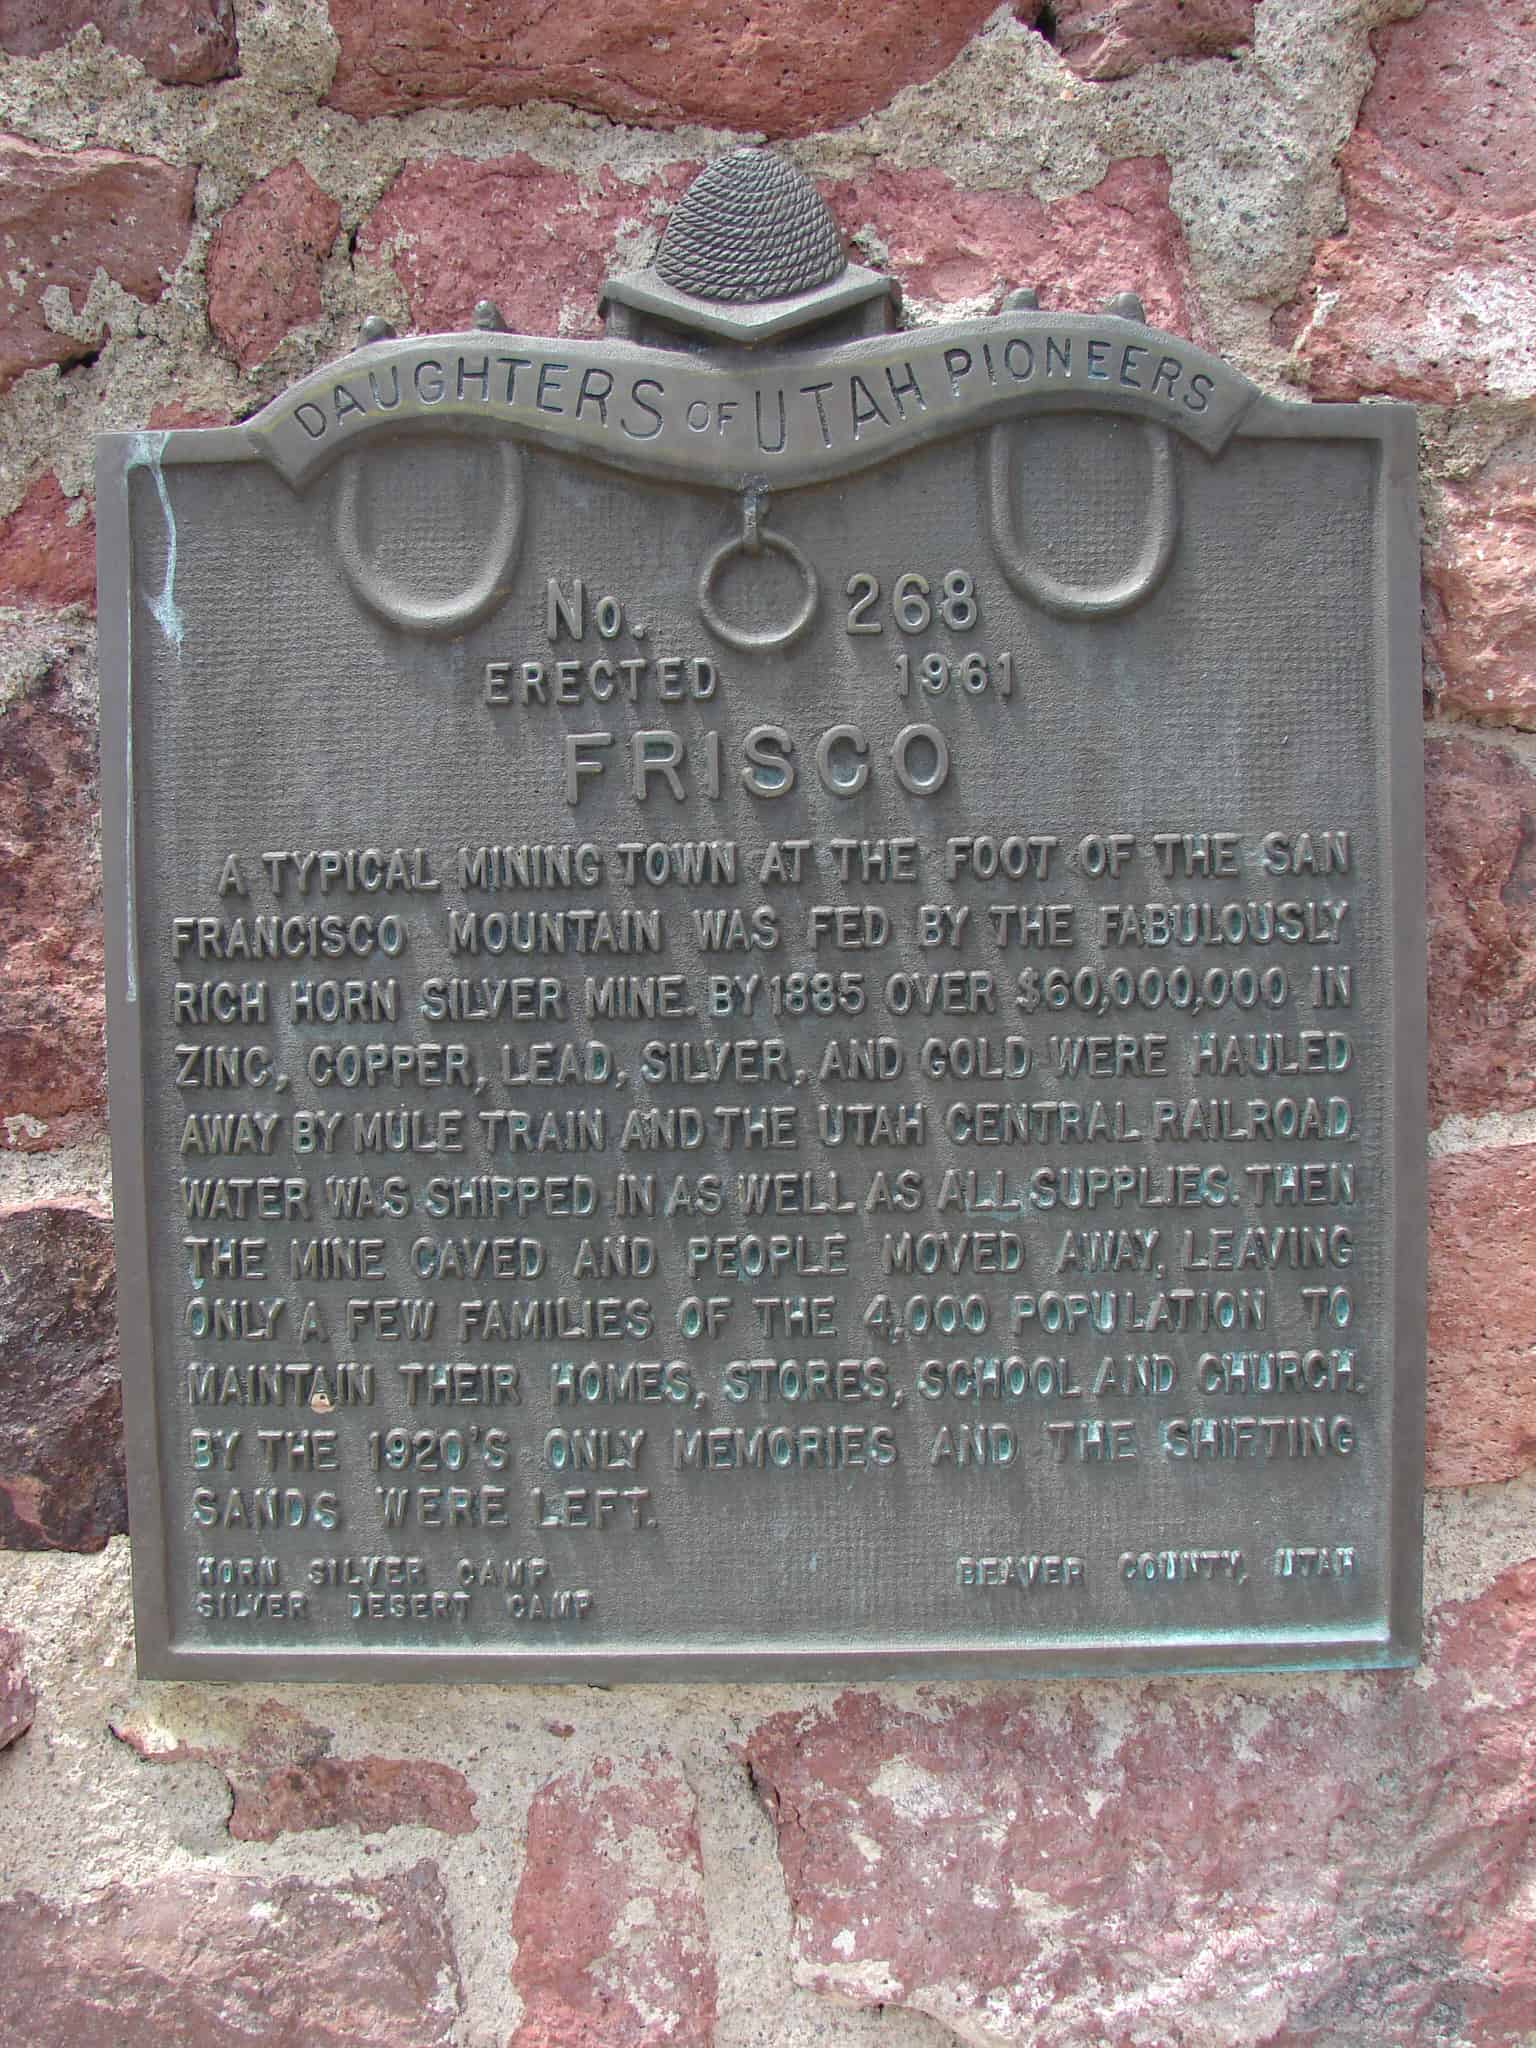 DAUGHTERS OF UTAH PIONEERS
No. 268
ERECTED 1961
FRISCO
A TYPICAL MINING TOWN AT THE FOOT OF THE SAN
FRANCISCO MOUNTAIN WAS FED BY THE FABULOUSLY
RICH HORN SILVER MINE. BY 1885 OVER $60,000,000 IN
ZINC, COPPER, LEAD, SILVER, AND GOLD WERE HAULED
AWAY BY MULE TRAIN AND THE UTAH CENTRAL RAILROAD.
WATER WAS SHIPPED IN AS WELL AS ALL SUPPLIES. THEN
THE MINE CAVED AND PEOPLE MOVED AWAY, LEAVING
ONLY A FEW FAMILIES OF THE 4,000 POPULATION TO
MAINTAIN THEIR HOMES, STORES, SCHOOL AND CHURCH.
BY THE 1920'S ONLY MEMORIES AND THE SHIFTING
SANDS WERE LEFT.
HORN SILVER CAMP
SILVER DESERT CAMP
BEAVER COUNTY, UTAH